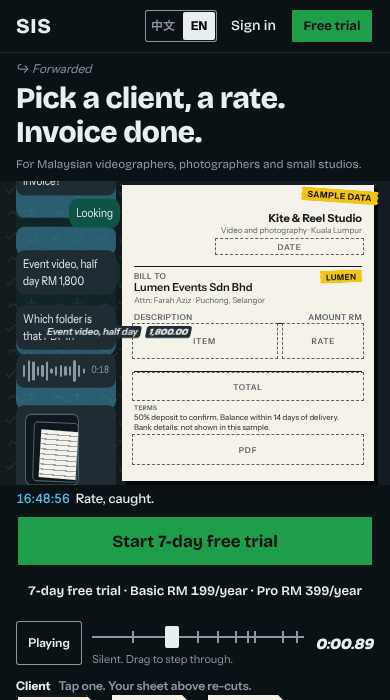 SIS
中文 EN
Sign in
Free trial
↪ Forwarded
Pick a client, a rate.
Invoice done.
For Malaysian videographers, photographers and small studios.
invoice?
Looking
Event video, half
day RM 1,800
Which folder is
that
0:18
Event video, half day 1,800.00
SAMPLE DATA
Kite & Reel Studio
Video and photography · Kuala Lumpur
DATE
BILL TO
LUMEN
Lumen Events Sdn Bhd
Attn: Farah Aziz · Puchong, Selangor
DESCRIPTION AMOUNT RM
ITEM RATE
TOTAL
TERMS
50% deposit to confirm. Balance within 14 days of delivery.
Bank details: not shown in this sample.
PDF
16:48:56 Rate, caught.
Start 7-day free trial
7-day free trial · Basic RM 199/year · Pro RM 399/year
Playing
0:00.89
Silent. Drag to step through.
Client Tap one. Your sheet above re-cuts.